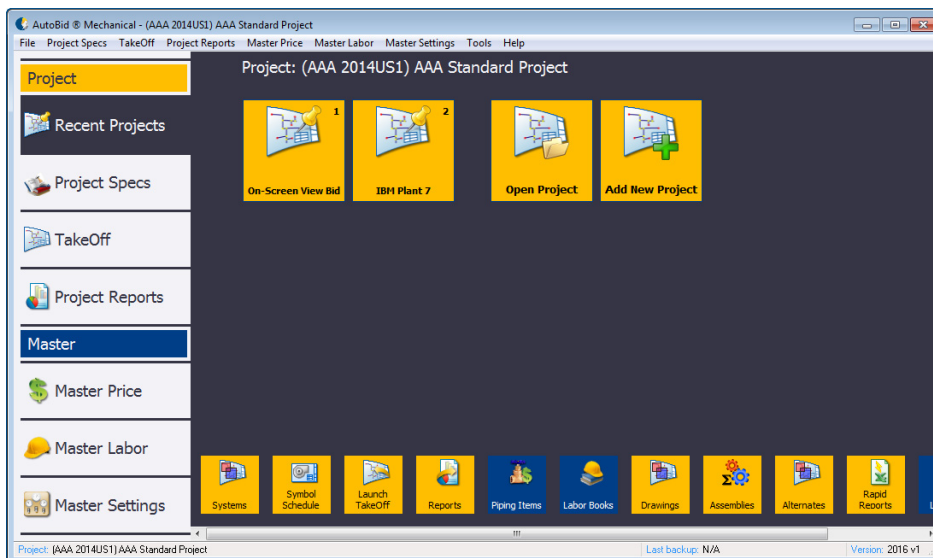 AutoBid ® Mechanical - (AAA 2014US1) AAA Standard Project
File Project Specs TakeOff Project Reports Master Price Master Labor Master Settings Tools Help
Project
Project: (AAA 2014US1) AAA Standard Project
Recent Projects
1
On-Screen View Bid
2
IBM Plant 7
Open Project
Add New Project
Project Specs
TakeOff
Project Reports
Master
Master Price
Master Labor
Master Settings
Systems
Symbol
Schedule
Launch
TakeOff
Reports
Piping Items
Labor Books
Drawings
Assemblies
Alternates
Rapid
Reports
Project: (AAA 2014US1) AAA Standard Project
Last backup: N/A
Version: 2016 v1